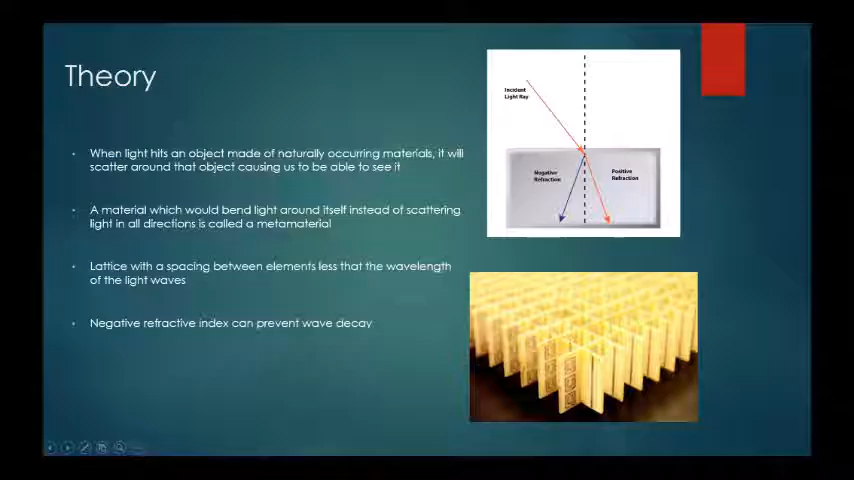 Theory
When light hits an object made of naturally occurring materials, it will
scatter around that object causing us to be able to see it
A material which would bend light around itself instead of scattering
light in all directions is called a metamaterial
Lattice with a spacing between elements less that the wavelength
of the light waves
Negative refractive index can prevent wave decay
Incident
Light Ray
Negative
Refraction
Positive
Refraction